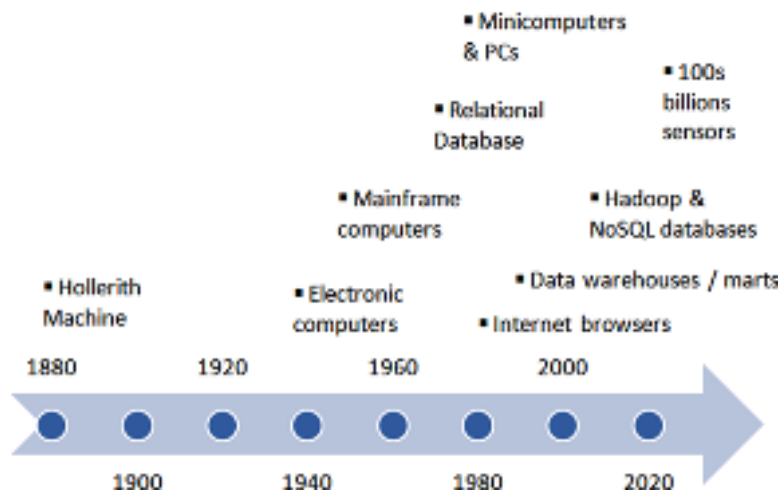 ▪ Minicomputers
& PCs
▪ 100s
billions
sensors
▪ Relational
Database
▪ Mainframe
computers
▪ Hadoop &
NoSQL databases
▪ Hollerith
Machine
▪ Electronic
computers
▪ Data warehouses / marts
▪ Internet browsers
1880
1920
1960
2000
1900
1940
1980
2020